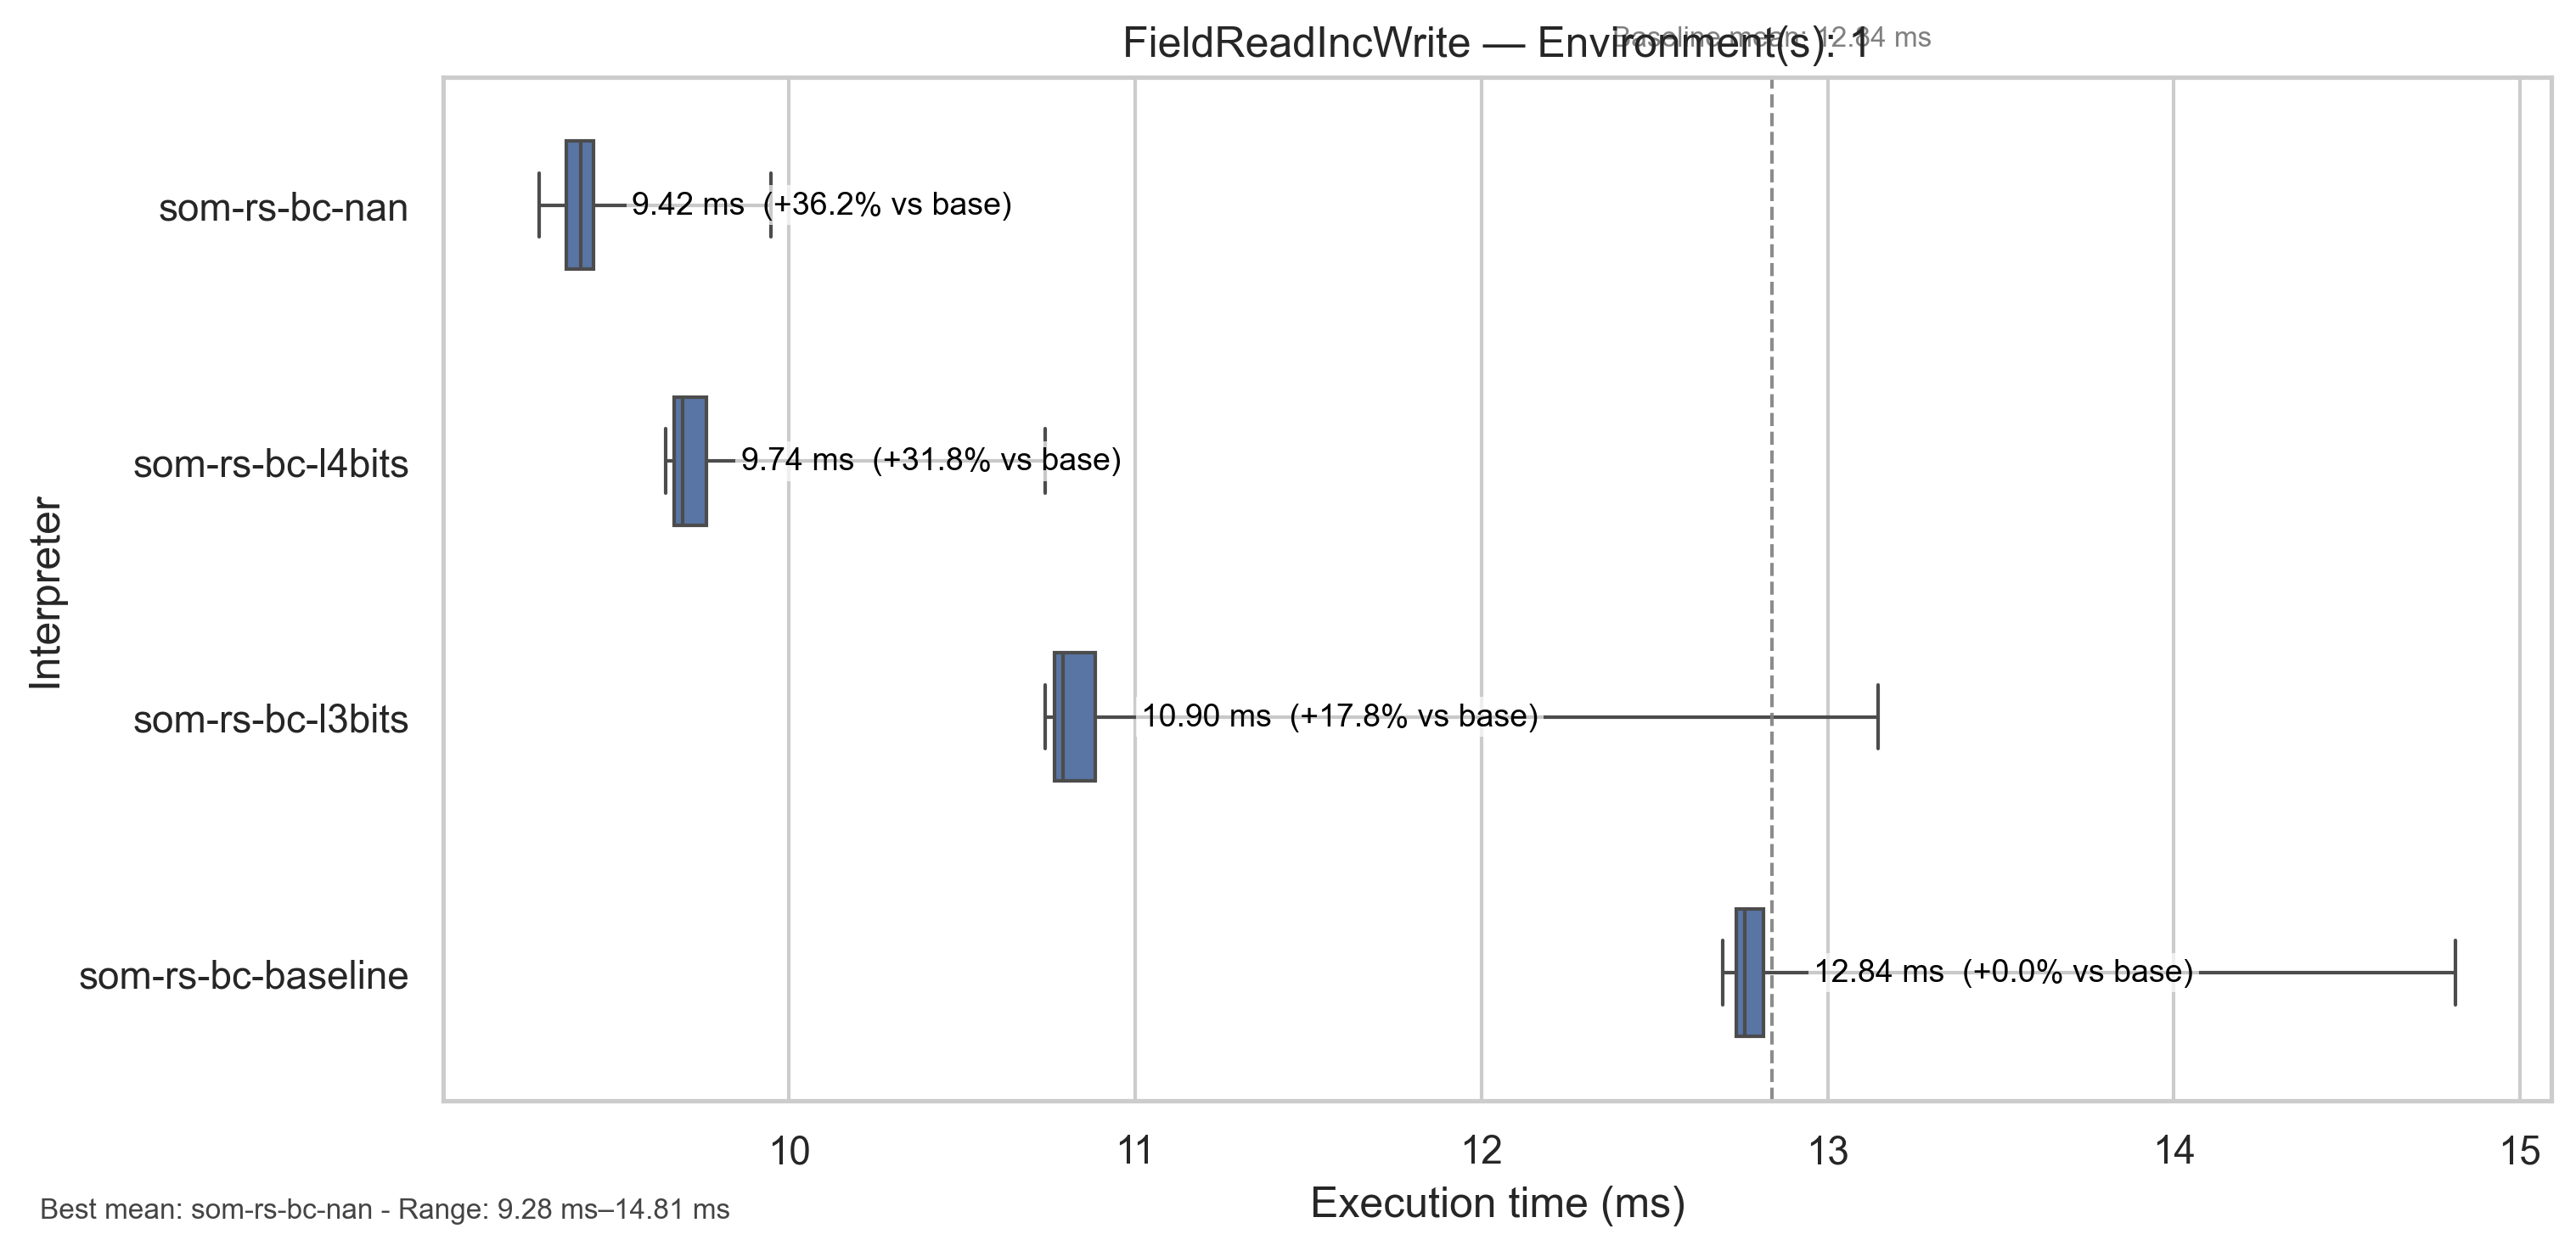 FieldReadIncWrite — Environment(s): 1
Baseline mean: 12.84 ms
som-rs-bc-nan
9.42 ms (+36.2% vs base)
som-rs-bc-l4bits
9.74 ms (+31.8% vs base)
som-rs-bc-l3bits
10.90 ms (+17.8% vs base)
som-rs-bc-baseline
12.84 ms (+0.0% vs base)
Interpreter
10 11 12 13 14 15
Execution time (ms)
Best mean: som-rs-bc-nan - Range: 9.28 ms–14.81 ms